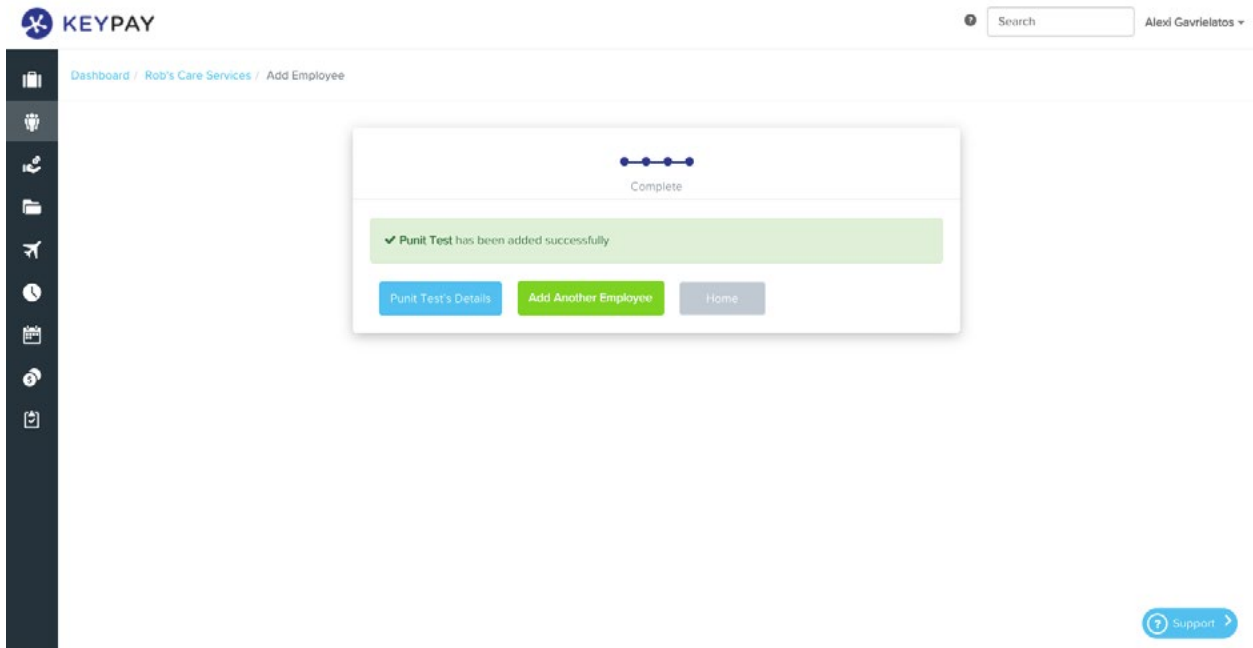 KEYPAY
Search
Alexi Gavrielatos
Dashboard / Rob's Care Services / Add Employee
Complete
Punit Test has been added successfully
Punit Test's Details
Add Another Employee
Home
Support